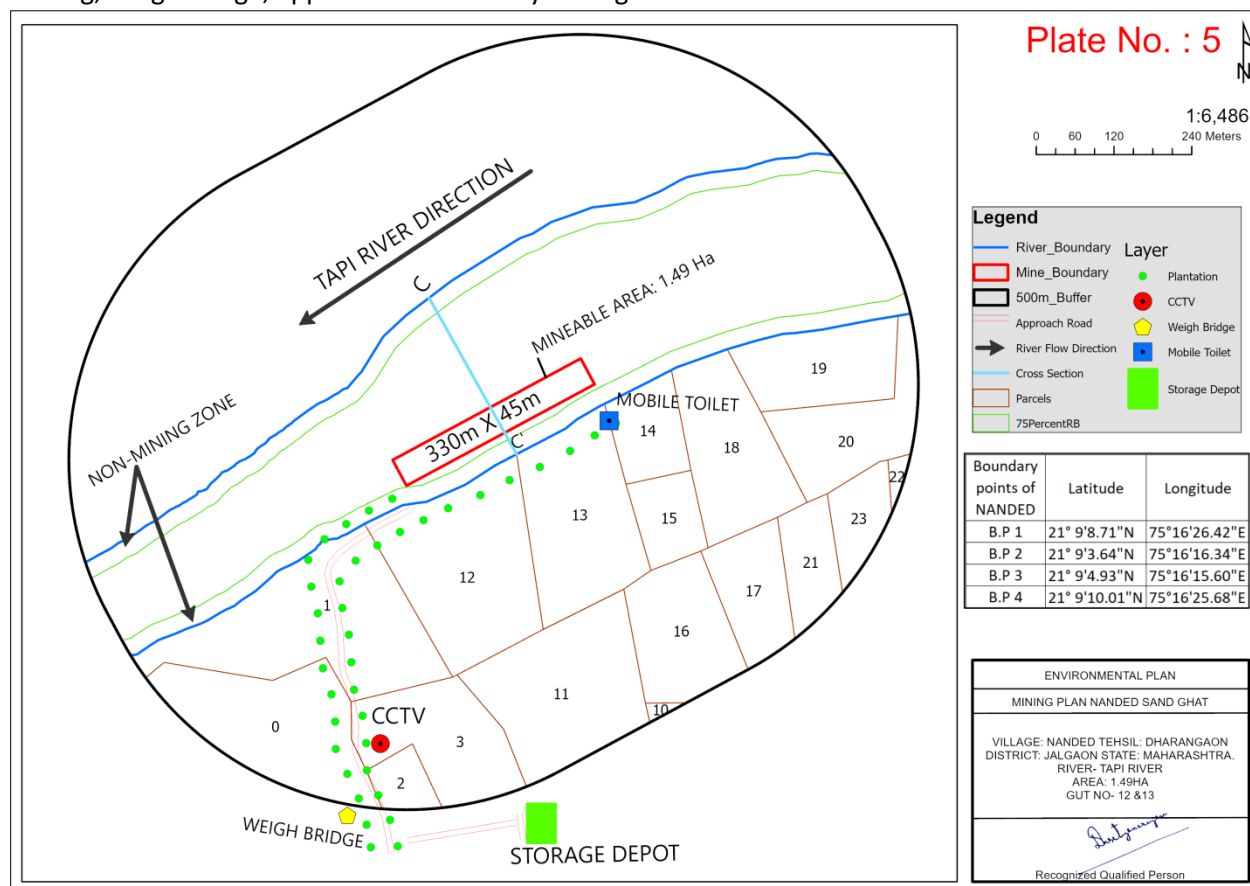 Plate No. : 5
N
1:6,486
0 60 120 240 Meters
Legend
River_Boundary
Mine_Boundary
500m_Buffer
Approach Road
River Flow Direction
Cross Section
Parcels
75PercentRB
Layer
Plantation
CCTV
Weigh Bridge
Mobile Toilet
Storage Depot
Boundary points of NANDED Latitude Longitude
B.P 1 21° 9'8.71"N 75°16'26.42"E
B.P 2 21° 9'3.64"N 75°16'16.34"E
B.P 3 21° 9'4.93"N 75°16'15.60"E
B.P 4 21° 9'10.01"N 75°16'25.68"E
ENVIRONMENTAL PLAN
MINING PLAN NANDED SAND GHAT
VILLAGE: NANDED TEHSIL: DHARANGAON
DISTRICT: JALGAON STATE: MAHARASHTRA.
RIVER- TAPI RIVER
AREA: 1.49HA
GUT NO- 12 &13
Recognized Qualified Person
TAPI RIVER DIRECTION
C
MINEABLE AREA: 1.49 Ha
330m X 45m
C'
MOBILE TOILET
NON-MINING ZONE
19
14
18
20
22
13
15
23
12
21
17
1
16
11
10
0
CCTV
3
2
WEIGH BRIDGE
STORAGE DEPOT